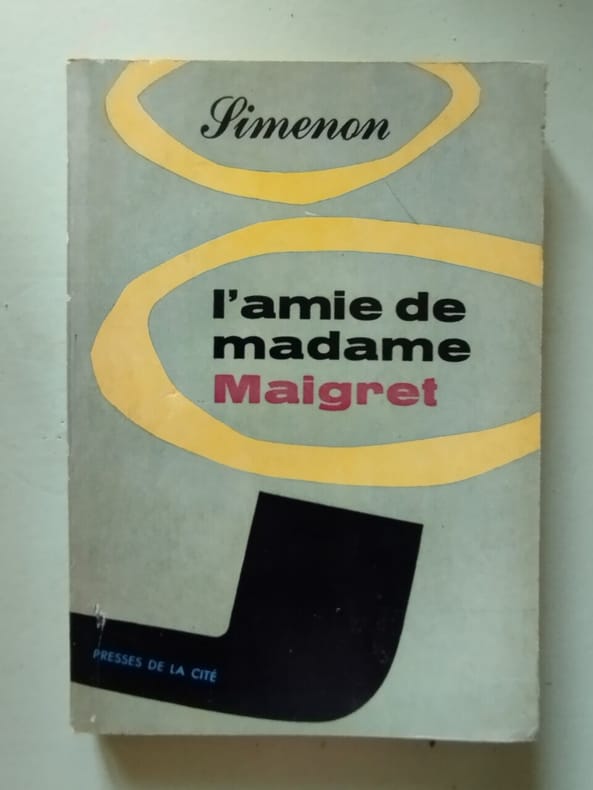 Simenon
l'amie de
madame
Maigret
PRESSES DE LA CITÉ